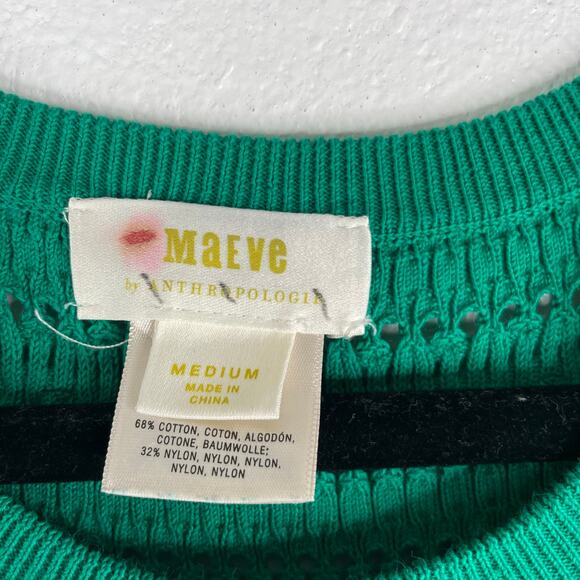 MaEVe
by ANTHROPOLOGIE
MEDIUM
MADE IN
CHINA
68% COTTON, COTON, ALGODÓN,
COTONE, BAUMWOLLE;
32% NYLON, NYLON, NYLON,
NYLON, NYLON